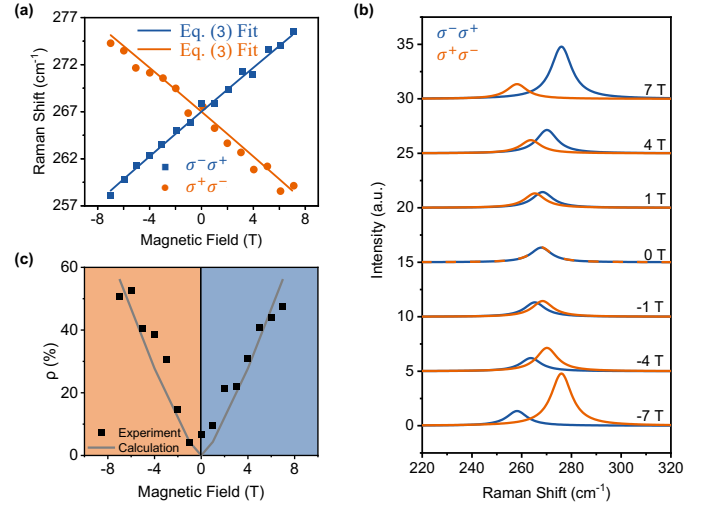 (a)
277
272
267
262
257
Raman Shift (cm⁻¹)
Eq. (3) Fit
Eq. (3) Fit
σ⁻σ⁺
σ⁺σ⁻
-8 -4 0 4 8
Magnetic Field (T)
(c)
60
40
20
0
ρ (%)
Experiment
Calculation
-8 -4 0 4 8
Magnetic Field (T)
(b)
35
30
25
20
15
10
5
0
Intensity (a.u.)
σ⁻σ⁺
σ⁺σ⁻
7 T
4 T
1 T
0 T
-1 T
-4 T
-7 T
220 240 260 280 300 320
Raman Shift (cm⁻¹)